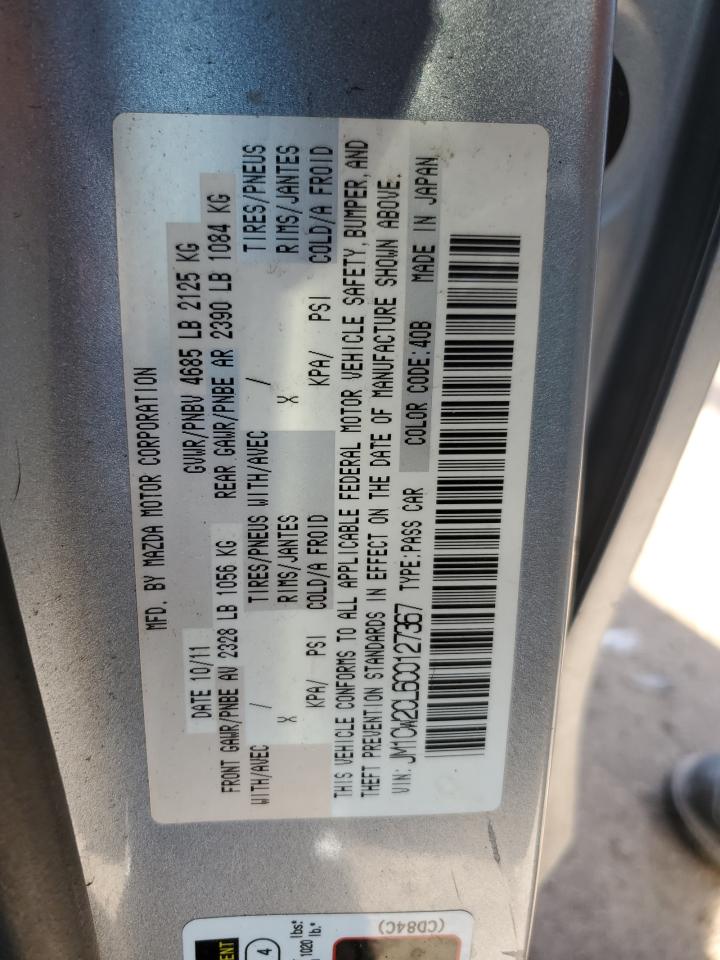 MFD. BY MAZDA MOTOR CORPORATION
DATE 10/11 GVWR/PNBV 4685 LB 2125 KG
FRONT GAWR/PNBE AV 2328 LB 1056 KG REAR GAWR/PNBE AR 2390 LB 1084 KG
WITH/AVEC / TIRES/PNEUS WITH/AVEC / TIRES/PNEUS
X RIMS/JANTES X RIMS/JANTES
KPA/ PSI COLD/A FROID KPA/ PSI COLD/A FROID
THIS VEHICLE CONFORMS TO ALL APPLICABLE FEDERAL MOTOR VEHICLE SAFETY, BUMPER, AND
THEFT PREVENTION STANDARDS IN EFFECT ON THE DATE OF MANUFACTURE SHOWN ABOVE.
VIN: JM1CW2CL6C0127367 TYPE:PASS CAR COLOR CODE:40B MADE IN JAPAN
4
lbs.*
1020 lb.*
(CD84C)